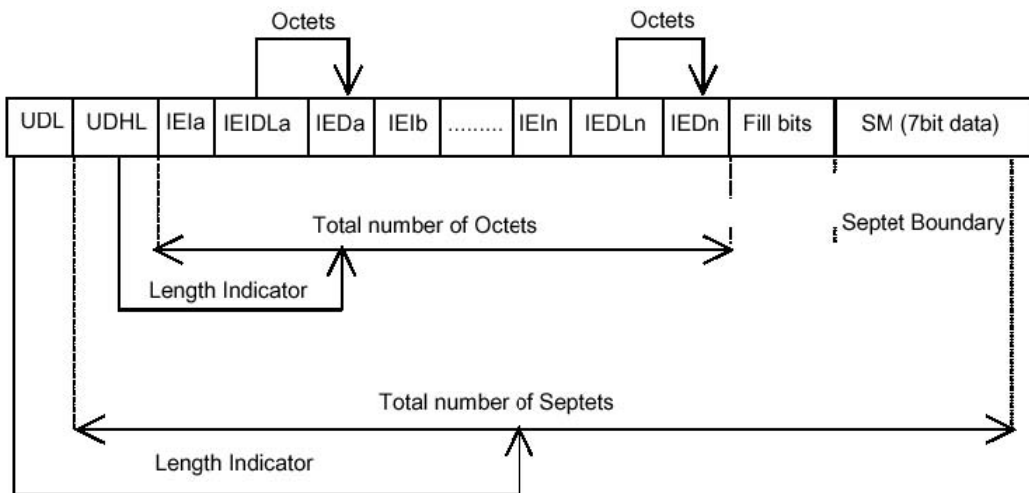 Octets Octets
UDL UDHL IEIa IEIDLa IEDa IEIb ......... IEIn IEDLn IEDn Fill bits SM (7bit data)
Total number of Octets
Septet Boundary
Length Indicator
Total number of Septets
Length Indicator